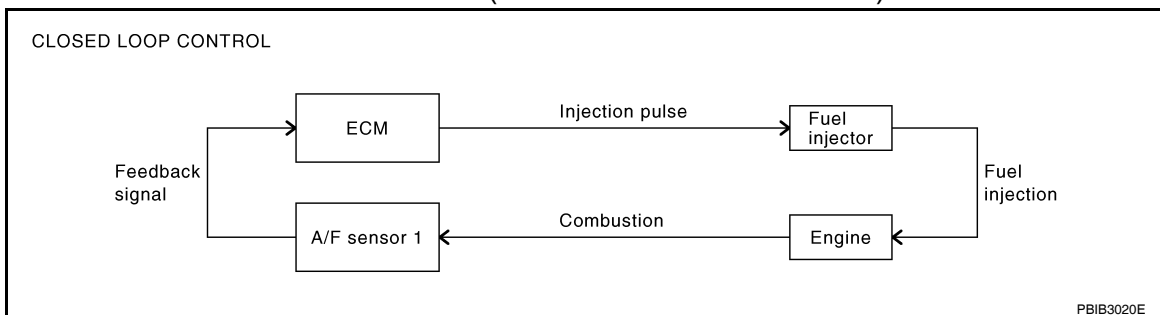 CLOSED LOOP CONTROL
ECM
Injection pulse
Fuel
injector
Feedback
signal
Fuel
injection
A/F sensor 1
Combustion
Engine
PBIB3020E